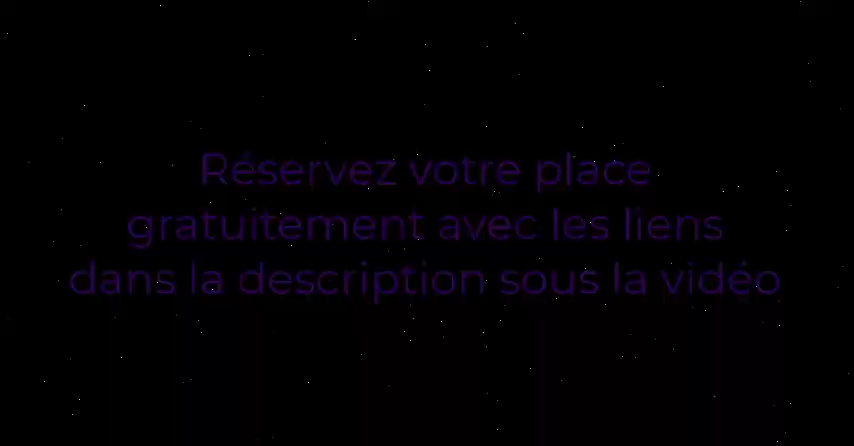 Réservez votre place
gratuitement avec les liens
dans la description sous la vidéo